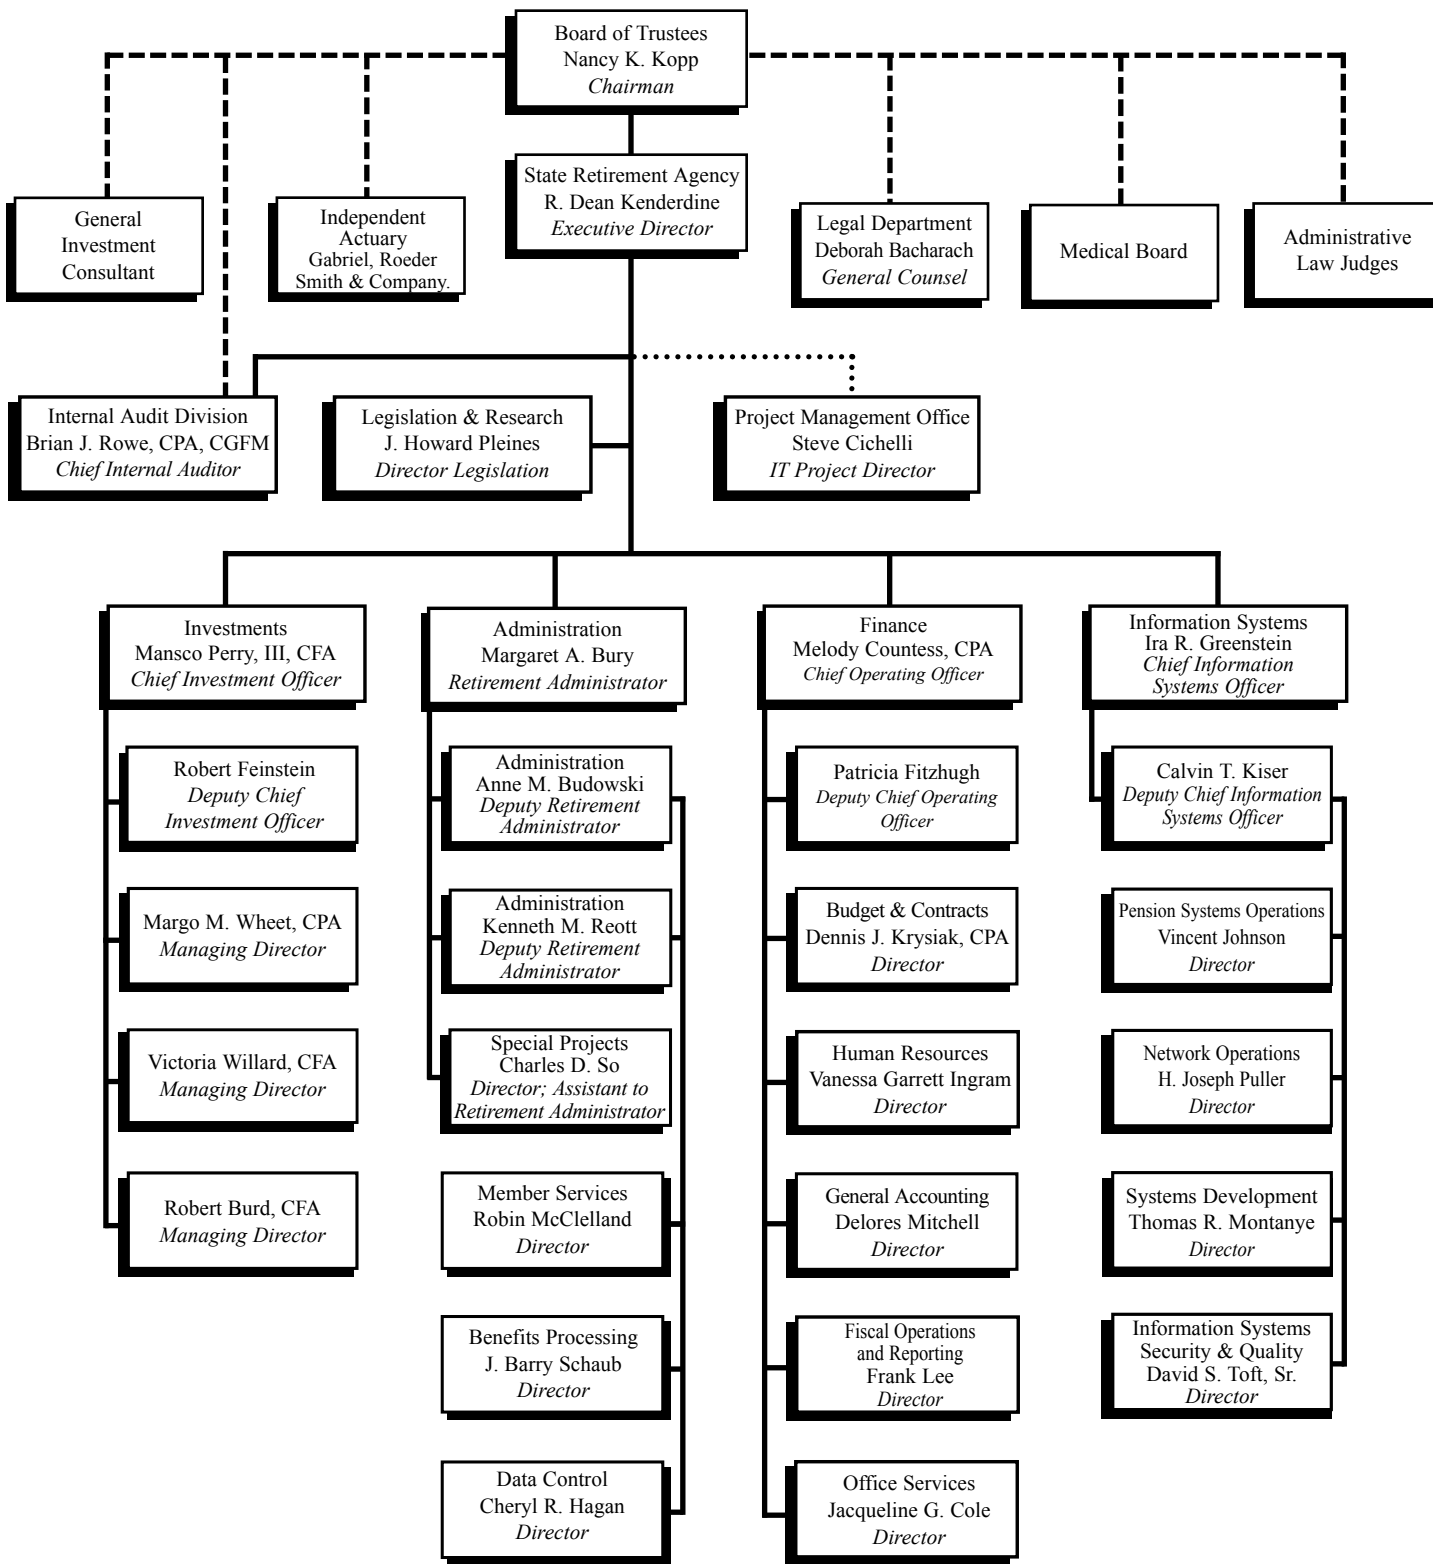 Board of Trustees
Nancy K. Kopp
Chairman
State Retirement Agency
R. Dean Kenderdine
Executive Director
General
Investment
Consultant
Independent
Actuary
Gabriel, Roeder
Smith & Company.
Legal Department
Deborah Bacharach
General Counsel
Medical Board
Administrative
Law Judges
Internal Audit Division
Brian J. Rowe, CPA, CGFM
Chief Internal Auditor
Legislation & Research
J. Howard Pleines
Director Legislation
Project Management Office
Steve Cichelli
IT Project Director
Investments
Mansco Perry, III, CFA
Chief Investment Officer
Robert Feinstein
Deputy Chief
Investment Officer
Margo M. Wheet, CPA
Managing Director
Victoria Willard, CFA
Managing Director
Robert Burd, CFA
Managing Director
Administration
Margaret A. Bury
Retirement Administrator
Administration
Anne M. Budowski
Deputy Retirement
Administrator
Administration
Kenneth M. Reott
Deputy Retirement
Administrator
Special Projects
Charles D. So
Director; Assistant to
Retirement Administrator
Member Services
Robin McClelland
Director
Benefits Processing
J. Barry Schaub
Director
Data Control
Cheryl R. Hagan
Director
Finance
Melody Countess, CPA
Chief Operating Officer
Patricia Fitzhugh
Deputy Chief Operating
Officer
Budget & Contracts
Dennis J. Krysiak, CPA
Director
Human Resources
Vanessa Garrett Ingram
Director
General Accounting
Delores Mitchell
Director
Fiscal Operations
and Reporting
Frank Lee
Director
Office Services
Jacqueline G. Cole
Director
Information Systems
Ira R. Greenstein
Chief Information
Systems Officer
Calvin T. Kiser
Deputy Chief Information
Systems Officer
Pension Systems Operations
Vincent Johnson
Director
Network Operations
H. Joseph Puller
Director
Systems Development
Thomas R. Montanye
Director
Information Systems
Security & Quality
David S. Toft, Sr.
Director